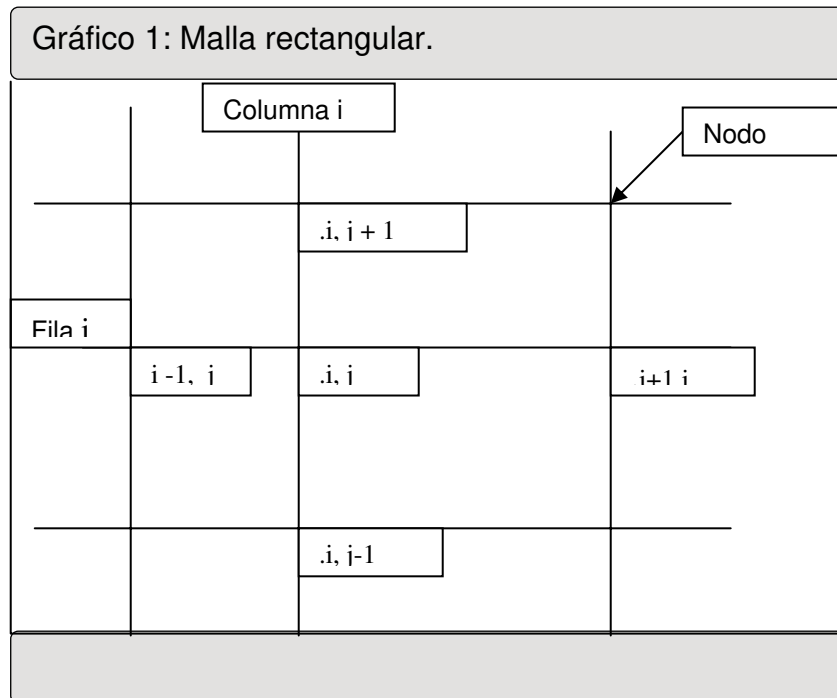 Gráfico 1: Malla rectangular.
Columna i
Nodo
.i, j + 1
Fila j
i -1, j
.i, j
i+1 j
.i, j-1